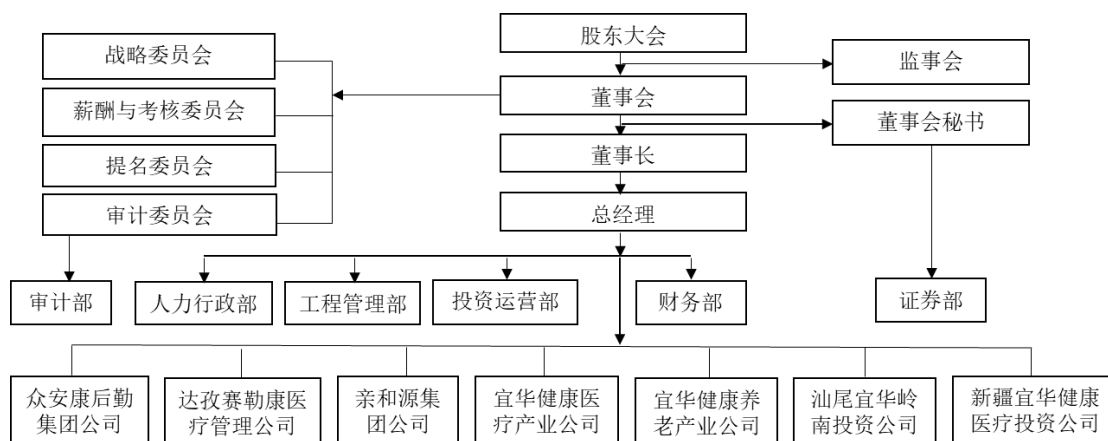 股东大会
战略委员会
监事会
薪酬与考核委员会
董事会
董事会秘书
提名委员会
董事长
审计委员会
总经理
审计部
人力行政部
工程管理部
投资运营部
财务部
证券部
众安康后勤
集团公司
达孜赛勒康医
疗管理公司
亲和源集
团公司
宜华健康医
疗产业公司
宜华健康养
老产业公司
汕尾宜华岭
南投资公司
新疆宜华健康
医疗投资公司